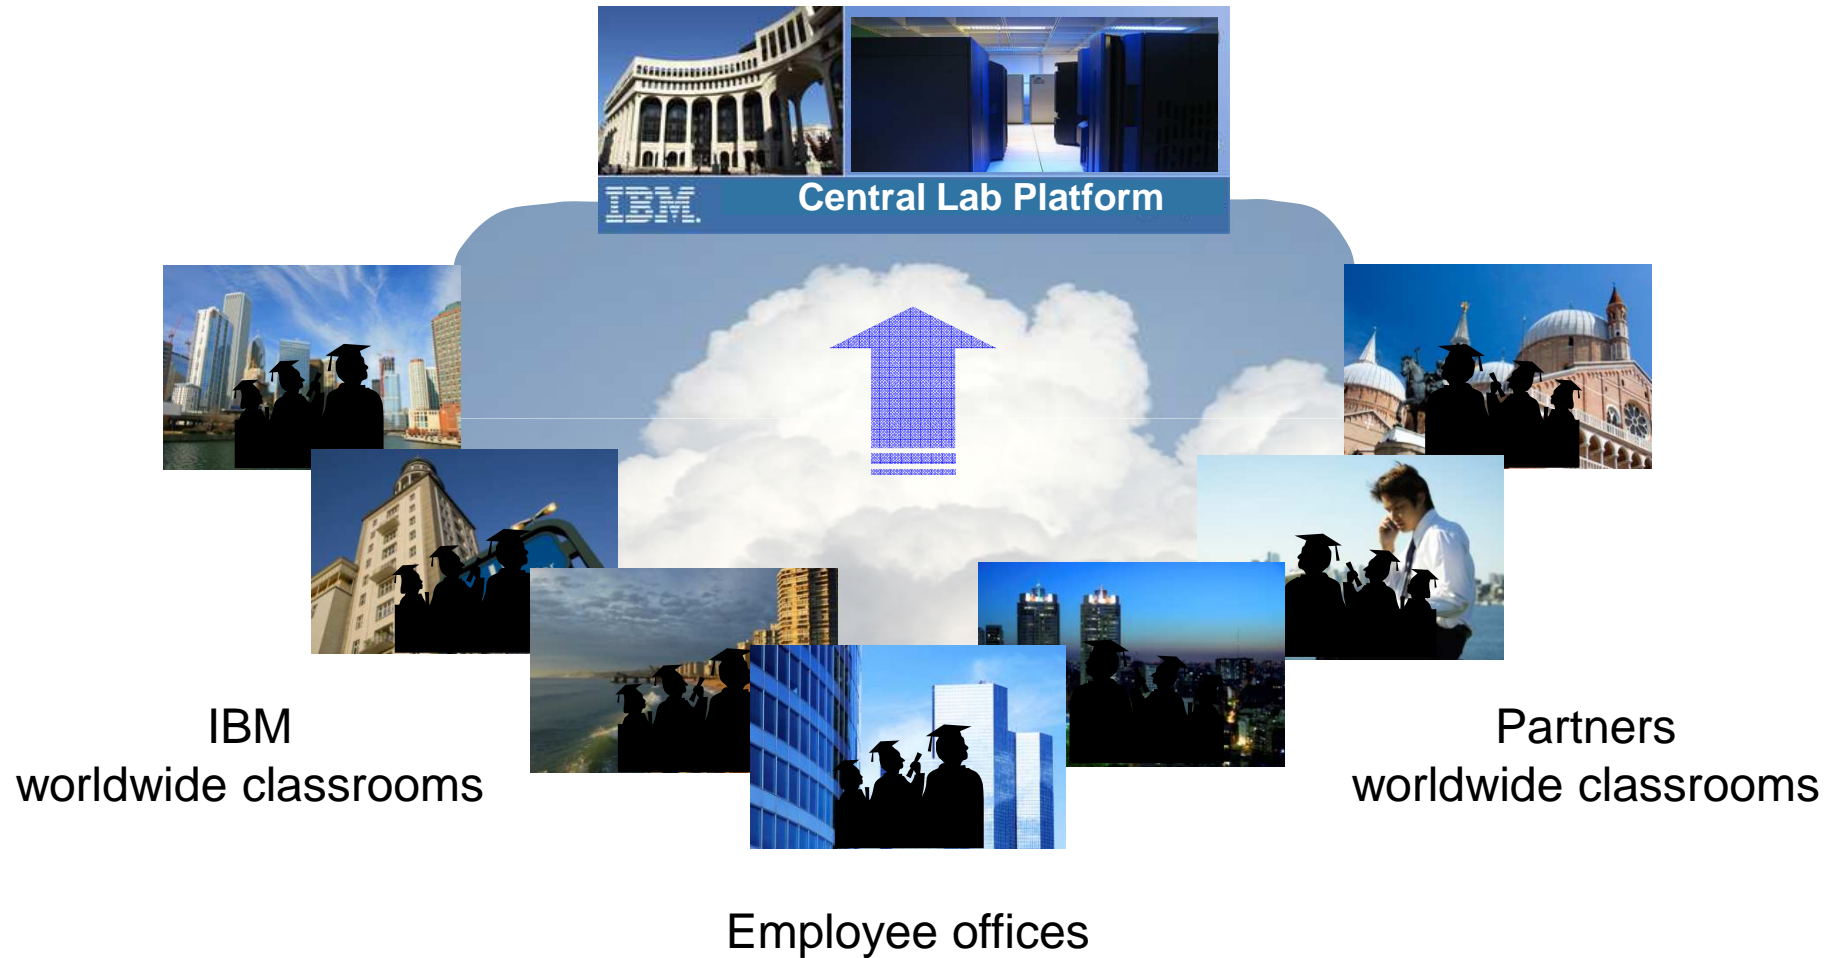 IBM.
Central Lab Platform
IBM
worldwide classrooms
Partners
worldwide classrooms
Employee offices